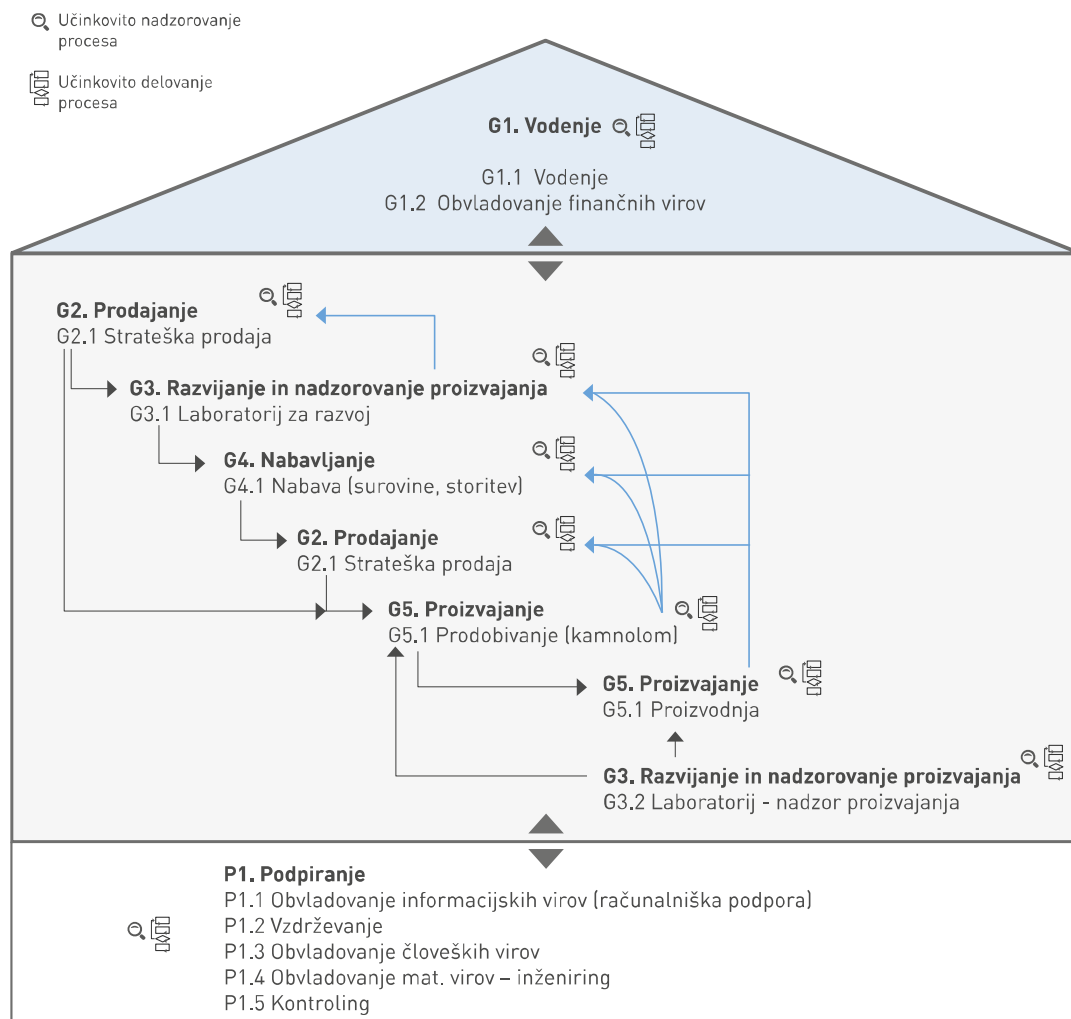 Učinkovito nadzorovanje
procesa
Učinkovito delovanje
procesa
G1. Vodenje
G1.1 Vodenje
G1.2 Obvladovanje finančnih virov
G2. Prodajanje
G2.1 Strateška prodaja
G3. Razvijanje in nadzorovanje proizvajanja
G3.1 Laboratorij za razvoj
G4. Nabavljanje
G4.1 Nabava (surovine, storitev)
G2. Prodajanje
G2.1 Strateška prodaja
G5. Proizvajanje
G5.1 Prodobivanje (kamnolom)
G5. Proizvajanje
G5.1 Proizvodnja
G3. Razvijanje in nadzorovanje proizvajanja
G3.2 Laboratorij - nadzor proizvajanja
P1. Podpiranje
P1.1 Obvladovanje informacijskih virov (računalniška podpora)
P1.2 Vzdrževanje
P1.3 Obvladovanje človeških virov
P1.4 Obvladovanje mat. virov – inženiring
P1.5 Kontroling